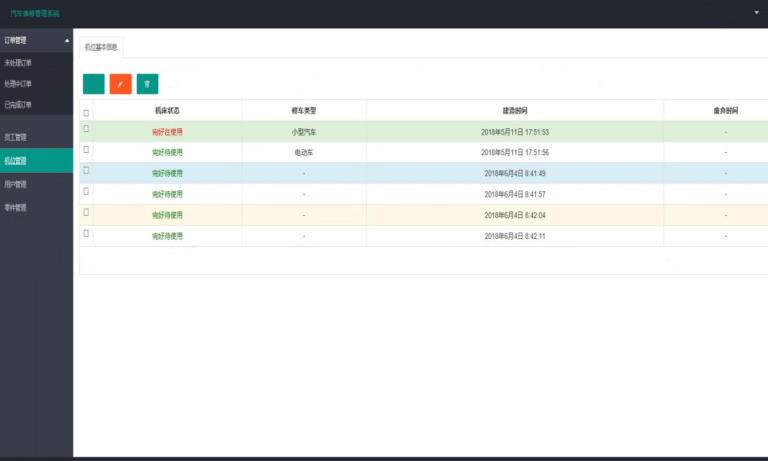 汽车维修管理系统
订单管理
未处理订单
处理中订单
已完成订单
员工管理
机位管理
用户管理
零件管理
机位基本信息
机床状态 修车类型 建造时间 废弃时间
完好在使用 小型汽车 2018年5月11日 17:51:53 -
完好待使用 电动车 2018年5月11日 17:51:56 -
完好待使用 - 2018年6月4日 8:41:49 -
完好待使用 - 2018年6月4日 8:41:57 -
完好待使用 - 2018年6月4日 8:42:04 -
完好待使用 - 2018年6月4日 8:42:11 -